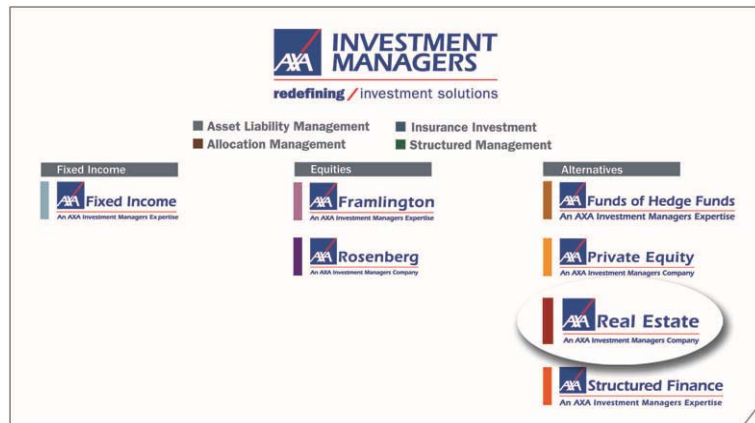 AXA INVESTMENT
MANAGERS
redefining / investment solutions
Asset Liability Management
Insurance Investment
Allocation Management
Structured Management
Fixed Income
AXA Fixed Income
An AXA Investment Managers Expertise
Equities
AXA Framlington
An AXA Investment Managers Expertise
AXA Rosenberg
An AXA Investment Managers Company
Alternatives
AXA Funds of Hedge Funds
An AXA Investment Managers Expertise
AXA Private Equity
An AXA Investment Managers Company
AXA Real Estate
An AXA Investment Managers Company
AXA Structured Finance
An AXA Investment Managers Expertise